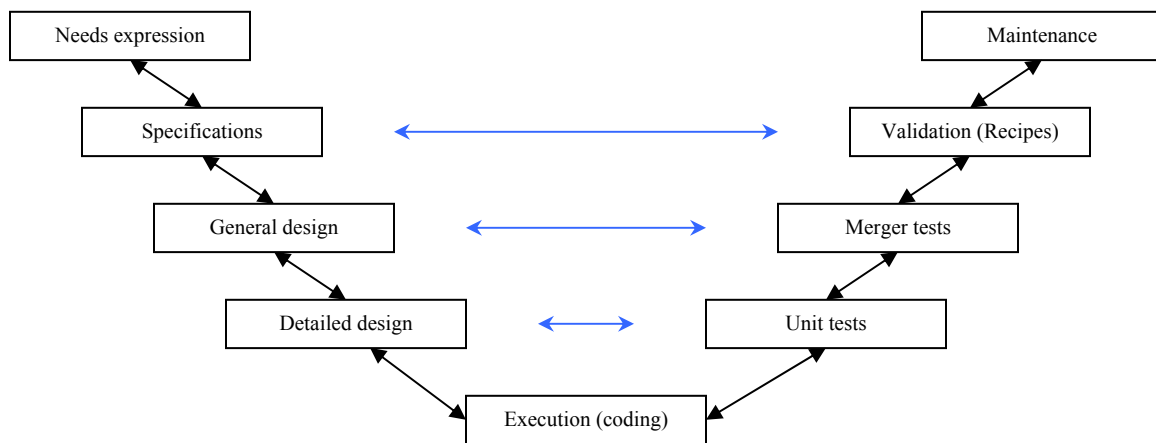 Needs expression
Maintenance
Specifications
Validation (Recipes)
General design
Merger tests
Detailed design
Unit tests
Execution (coding)